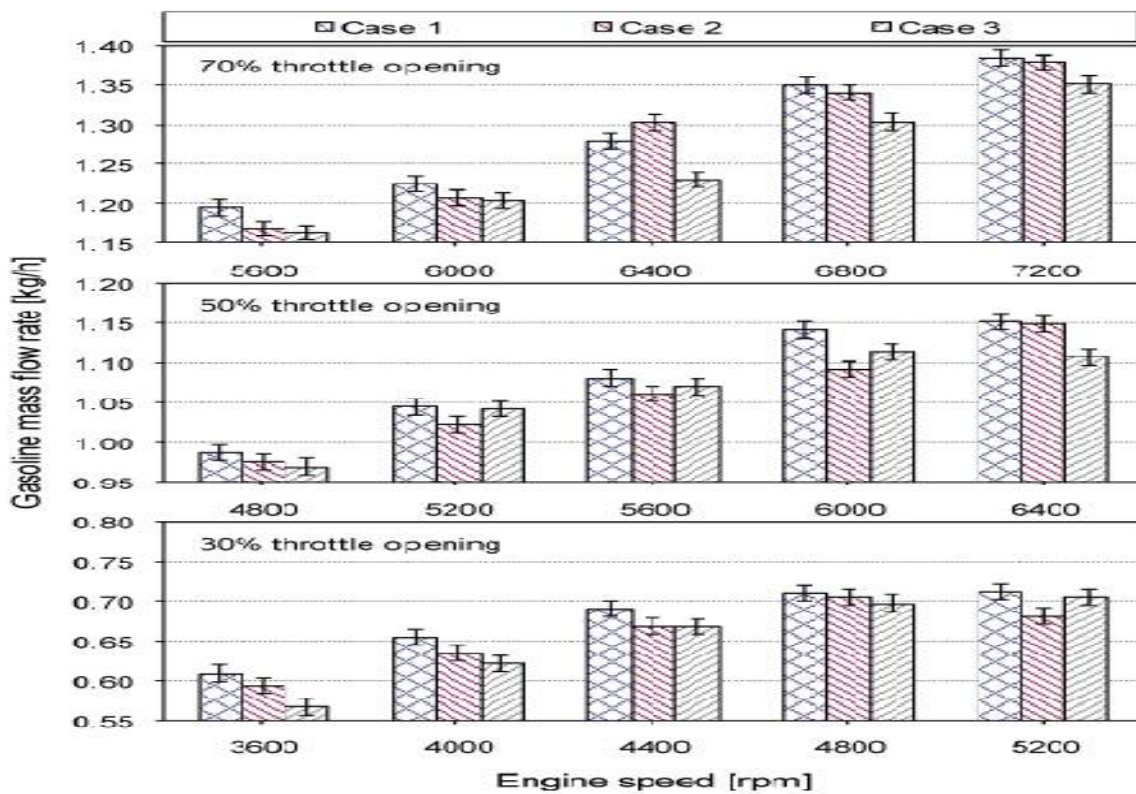 Case 1 Case 2 Case 3
1.40
70% throttle opening
1.35
1.30
1.25
1.20
1.15
5600 6000 6400 6800 7200
1.20
50% throttle opening
1.15
1.10
1.05
1.00
0.95
4800 5200 5600 6000 6400
0.80
30% throttle opening
0.75
0.70
0.65
0.60
0.55
3600 4000 4400 4800 5200
Engine speed [rpm]
Gasoline mass flow rate [kg/h]